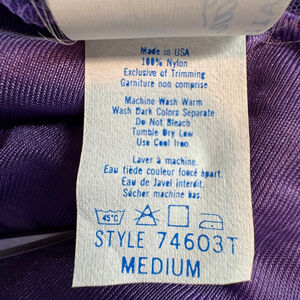 Made in USA
100% Nylon
Exclusive of Trimming
Garniture non comprise
Machine Wash Warm
Wash Dark Colors Separate
Do Not Bleach
Tumble Dry Low
Use Cool Iron
Laver à machine.
Eau tiède couleur foncé à part.
Eau de Javel interdit.
Sécher machine bas.
45°C
STYLE 74603T
MEDIUM